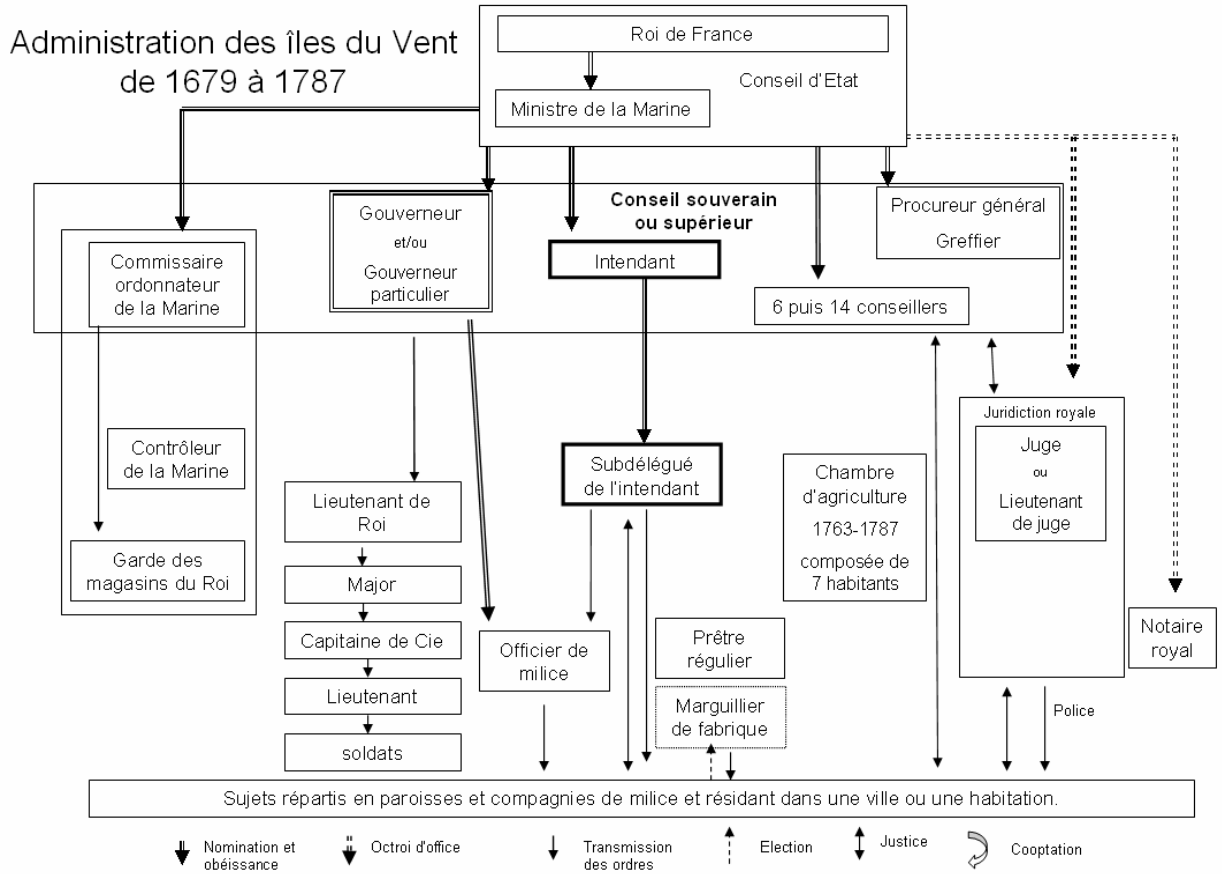 Administration des îles du Vent
de 1679 à 1787
Roi de France
Conseil d'Etat
Ministre de la Marine
Conseil souverain
ou supérieur
Commissaire
ordonnateur
de la Marine
Gouverneur
et/ou
Gouverneur
particulier
Intendant
Procureur général
Greffier
6 puis 14 conseillers
Contrôleur
de la Marine
Garde des
magasins du Roi
Lieutenant de
Roi
Major
Capitaine de Cie
Lieutenant
soldats
Subdélégué
de l'intendant
Officier de
milice
Prêtre
régulier
Marguillier
de fabrique
Chambre
d'agriculture
1763-1787
composée de
7 habitants
Juridiction royale
Juge
ou
Lieutenant
de juge
Notaire
royal
Police
Sujets répartis en paroisses et compagnies de milice et résidant dans une ville ou une habitation.
Nomination et
obéissance
Octroi d'office
Transmission
des ordres
Election
Justice
Cooptation